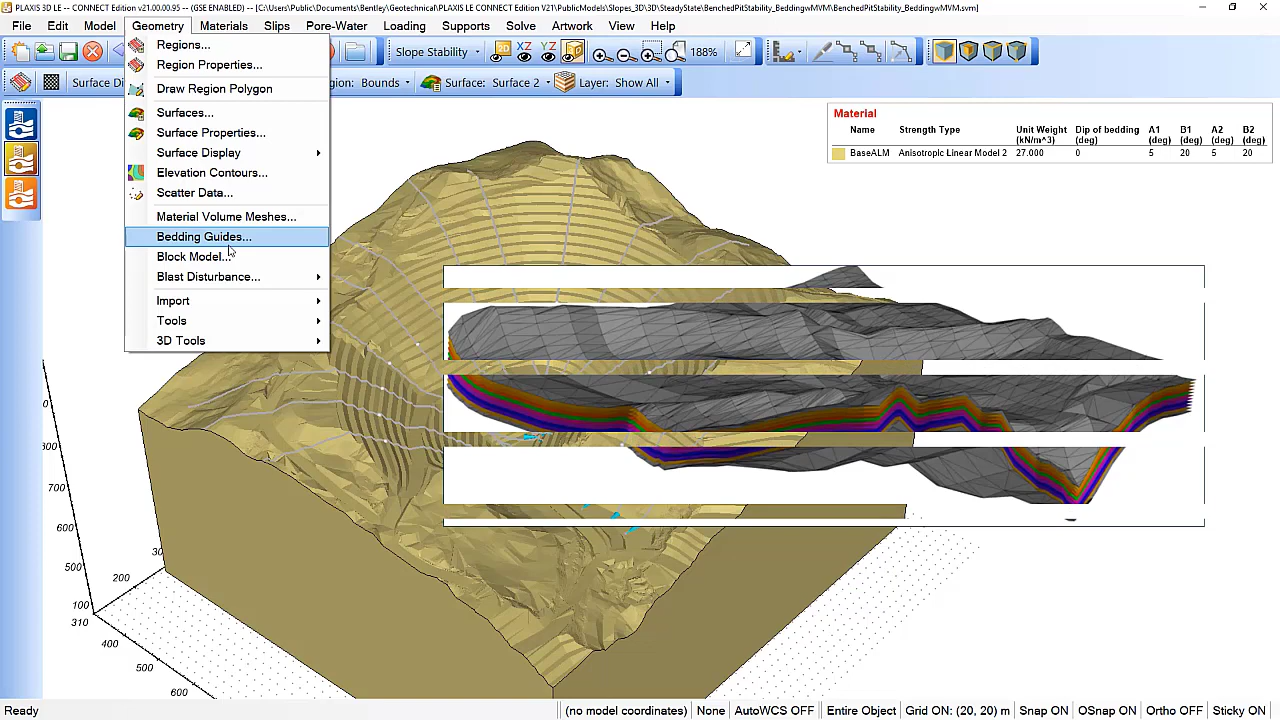 PLAXIS 3D LE -- CONNECT Edition v21.00.00.95 -- (GSE ENABLED) -- [C:\Users\Public\Documents\Bentley\Geotechnical\PLAXIS LE CONNECT Edition V21\PublicModels\Slopes_3D\3D\SteadyState\BenchedPitStability_BeddingwMVM\BenchedPitStability_BeddingwMVM.svm]
File Edit Model Geometry Materials Slips Pore-Water Loading Supports Solve Artwork View Help
Slope Stability 2D XZ YZ 188%
Surface Di gion: Bounds Surface: Surface 2 Layer: Show All
Regions...
Region Properties...
Draw Region Polygon
Surfaces...
Surface Properties...
Surface Display
Elevation Contours...
Scatter Data...
Material Volume Meshes...
Bedding Guides...
Block Model...
Blast Disturbance...
Import
Tools
3D Tools
Material
Name Strength Type Unit Weight (kN/m^3) Dip of bedding (deg) A1 (deg) B1 (deg) A2 (deg) B2 (deg)
BaseALM Anisotropic Linear Model 2 27.000 0 5 20 5 20
0
800
700
600
500
100
310
30
200
400
500
600
Ready (no model coordinates) None AutoWCS OFF Entire Object Grid ON: (20, 20) m Snap ON OSnap ON Ortho OFF Sticky ON